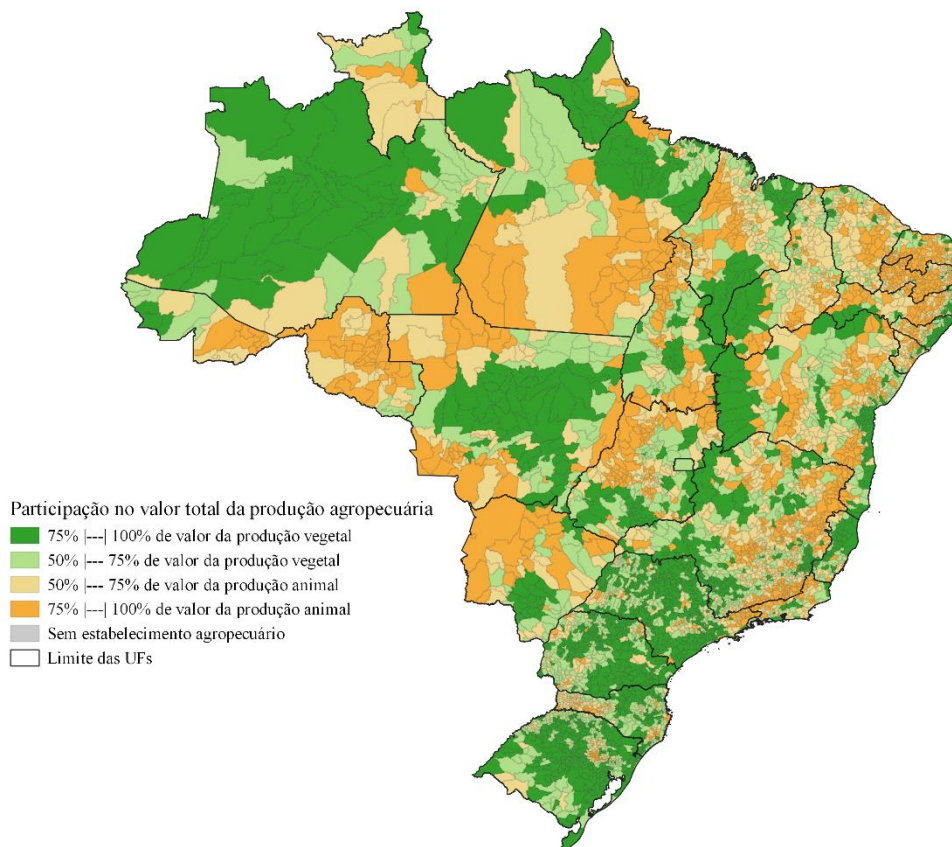 Participação no valor total da produção agropecuária
75% |---| 100% de valor da produção vegetal
50% |--- 75% de valor da produção vegetal
50% |--- 75% de valor da produção animal
75% |---| 100% de valor da produção animal
Sem estabelecimento agropecuário
Limite das UFs